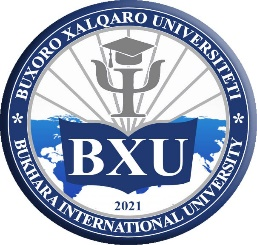 BUXORO XALQARO UNIVERSITETI
BXU
2021
* BUKHARA INTERNATIONAL UNIVERSITY *